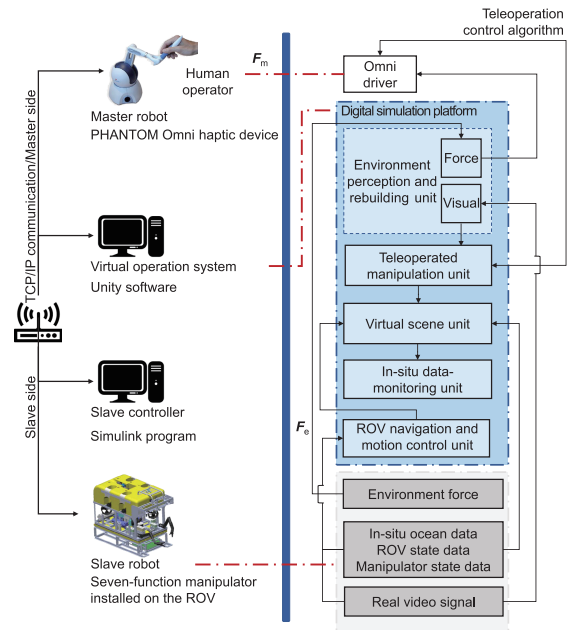 Teleoperation
control algorithm
F_m
Human
operator
Omni
driver
Master robot
PHANTOM Omni haptic device
Digital simulation platform
Environment
perception and
rebuilding unit
Force
Visual
TCP/IP communication/Master side
Virtual operation system
Unity software
Teleoperated
manipulation unit
Virtual scene unit
In-situ data-
monitoring unit
Slave side
Slave controller
Simulink program
F_e
ROV navigation and
motion control unit
Environment force
In-situ ocean data
ROV state data
Manipulator state data
Slave robot
Seven-function manipulator
installed on the ROV
Real video signal